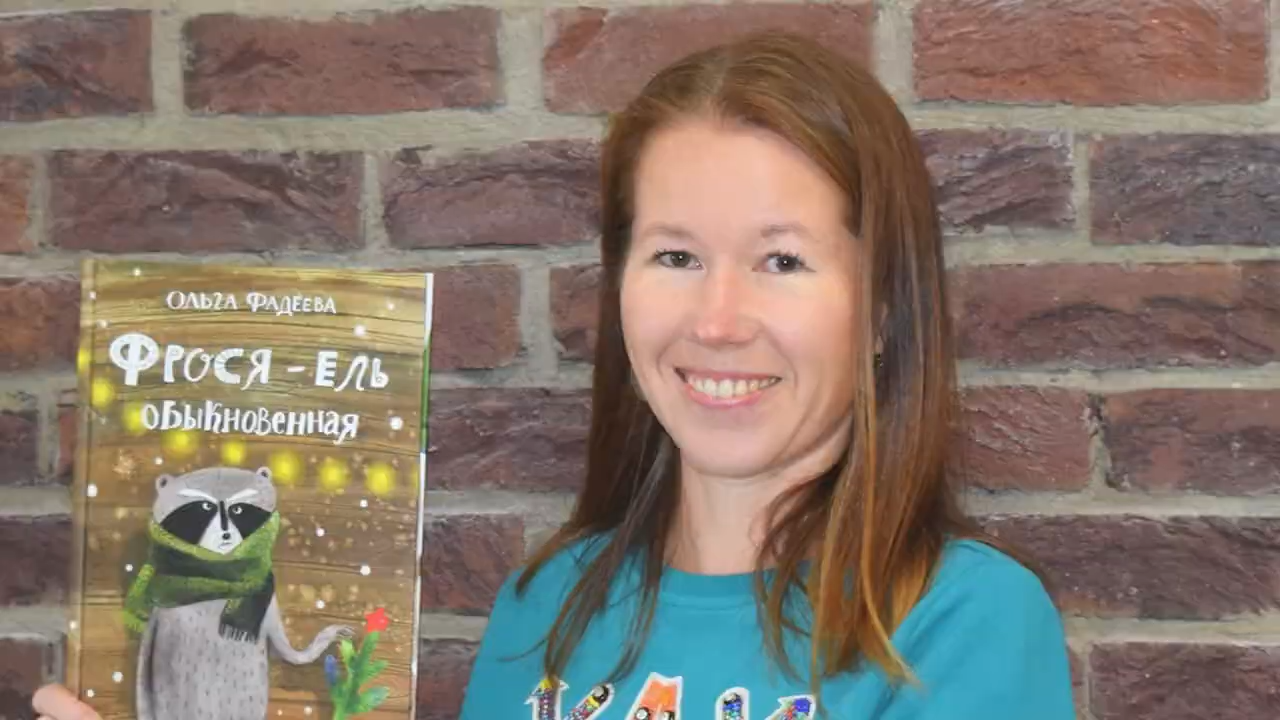 Ольга Фадеева
Фрося - ель
обыкновенная